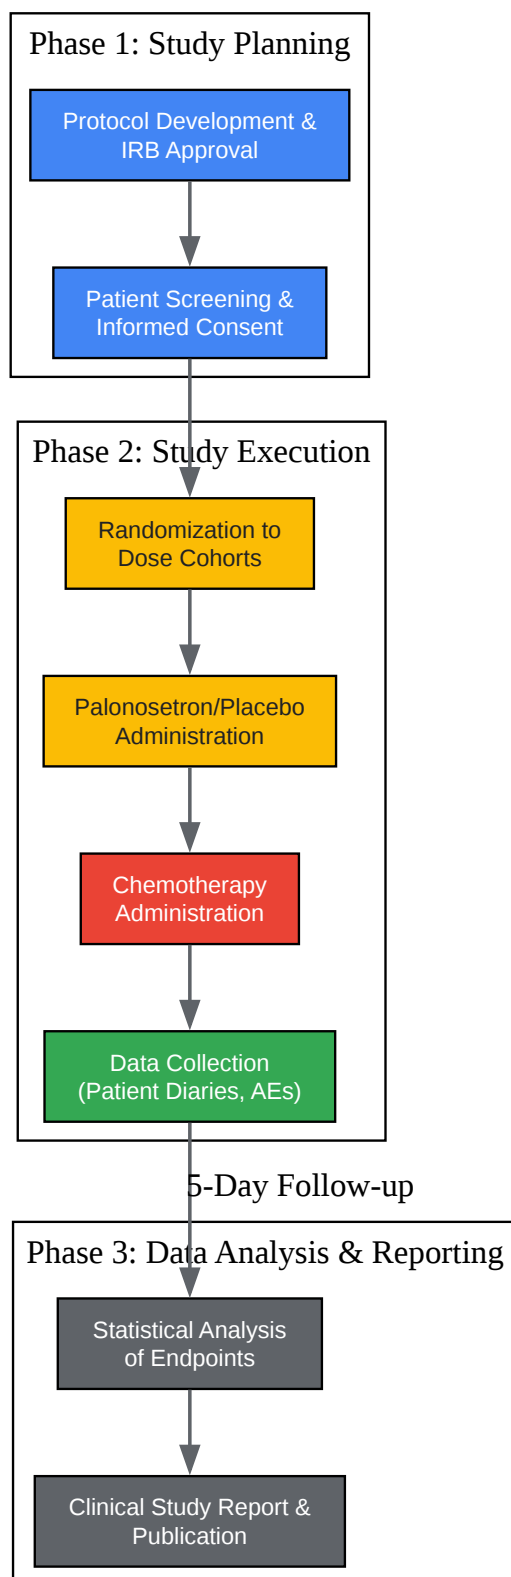 Phase 1: Study Planning
Protocol Development &
IRB Approval
Patient Screening &
Informed Consent
Phase 2: Study Execution
Randomization to
Dose Cohorts
Palonosetron/Placebo
Administration
Chemotherapy
Administration
Data Collection
(Patient Diaries, AEs)
5-Day Follow-up
Phase 3: Data Analysis & Reporting
Statistical Analysis
of Endpoints
Clinical Study Report &
Publication